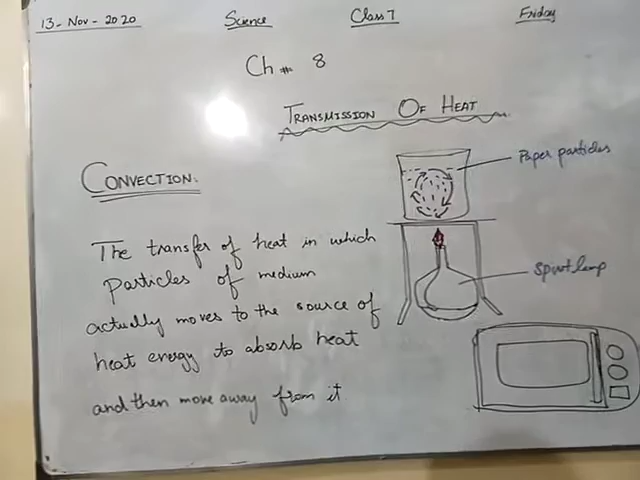 13-Nov-2020 Science Class 7 Friday
Ch # 8
TRANSMISSION OF HEAT
CONVECTION.
Paper particles
The transfer of heat in which
particles of medium
actually moves to the source of
heat energy to absorb heat
and then move away from it
Spirit lamp